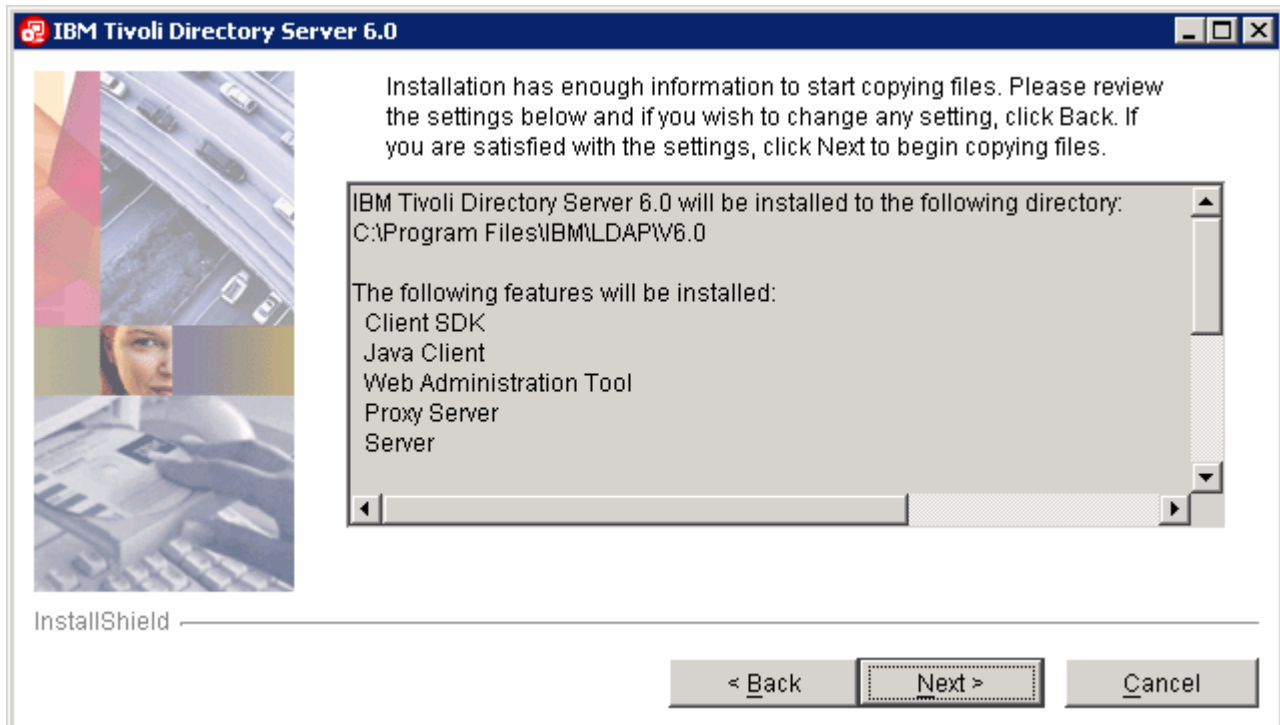 IBM Tivoli Directory Server 6.0
Installation has enough information to start copying files. Please review
the settings below and if you wish to change any setting, click Back. If
you are satisfied with the settings, click Next to begin copying files.
IBM Tivoli Directory Server 6.0 will be installed to the following directory:
C:\Program Files\IBM\LDAP\V6.0
The following features will be installed:
Client SDK
Java Client
Web Administration Tool
Proxy Server
Server
InstallShield
< Back
Next >
Cancel